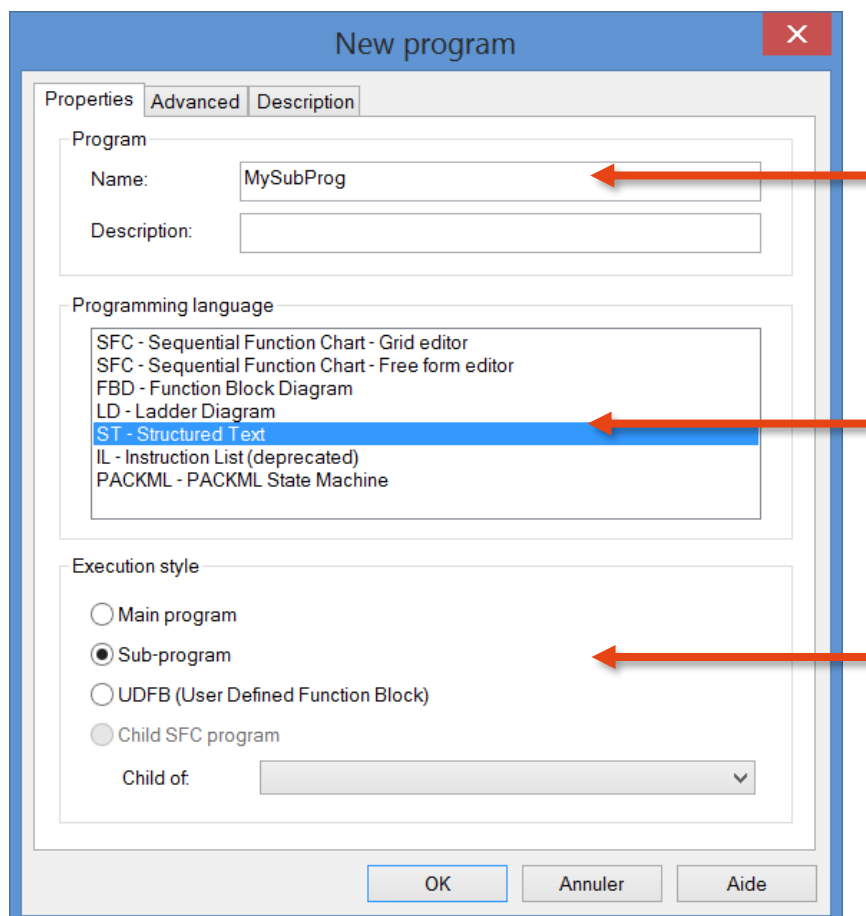 New program
Properties Advanced Description
Program
Name: MySubProg
Description:
Programming language
SFC - Sequential Function Chart - Grid editor
SFC - Sequential Function Chart - Free form editor
FBD - Function Block Diagram
LD - Ladder Diagram
ST - Structured Text
IL - Instruction List (deprecated)
PACKML - PACKML State Machine
Execution style
Main program
Sub-program
UDFB (User Defined Function Block)
Child SFC program
Child of:
OK Annuler Aide